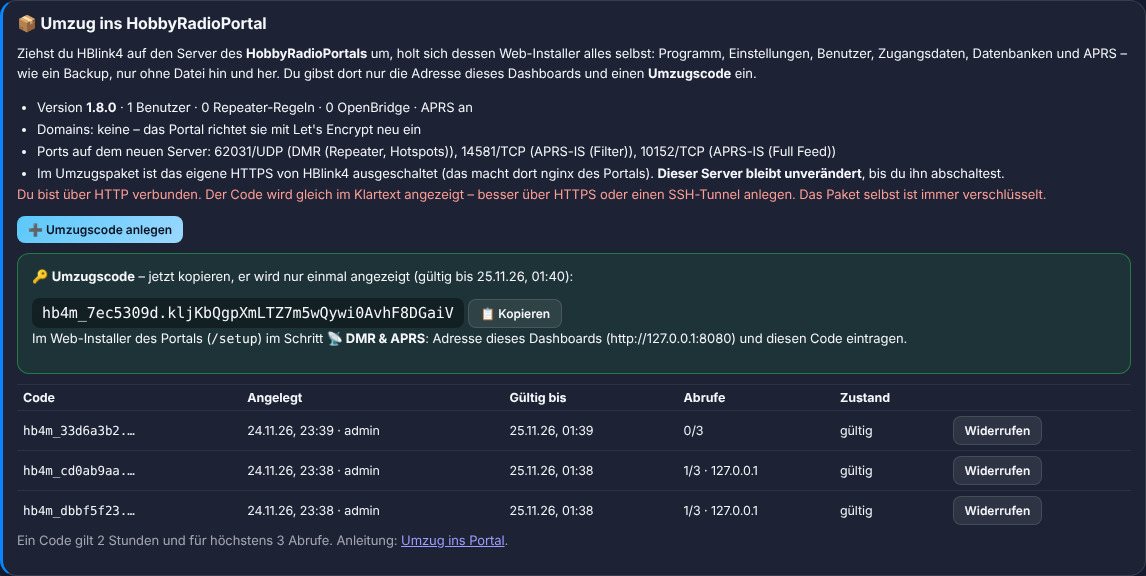 📦 Umzug ins HobbyRadioPortal
Ziehst du HBlink4 auf den Server des HobbyRadioPortals um, holt sich dessen Web-Installer alles selbst: Programm, Einstellungen, Benutzer, Zugangsdaten, Datenbanken und APRS –
wie ein Backup, nur ohne Datei hin und her. Du gibst dort nur die Adresse dieses Dashboards und einen Umzugscode ein.
• Version 1.8.0 · 1 Benutzer · 0 Repeater-Regeln · 0 OpenBridge · APRS an
• Domains: keine – das Portal richtet sie mit Let's Encrypt neu ein
• Ports auf dem neuen Server: 62031/UDP (DMR (Repeater, Hotspots)), 14581/TCP (APRS-IS (Filter)), 10152/TCP (APRS-IS (Full Feed))
• Im Umzugspaket ist das eigene HTTPS von HBlink4 ausgeschaltet (das macht dort nginx des Portals). Dieser Server bleibt unverändert, bis du ihn abschaltest.
Du bist über HTTP verbunden. Der Code wird gleich im Klartext angezeigt – besser über HTTPS oder einen SSH-Tunnel anlegen. Das Paket selbst ist immer verschlüsselt.
➕ Umzugscode anlegen
🔑 Umzugscode – jetzt kopieren, er wird nur einmal angezeigt (gültig bis 25.11.26, 01:40):
hb4m_7ec5309d.kljKbQgpXmLTZ7m5wQywi0AvhF8DGaiV 📋 Kopieren
Im Web-Installer des Portals (/setup) im Schritt 📡 DMR & APRS: Adresse dieses Dashboards (http://127.0.0.1:8080) und diesen Code eintragen.
Code Angelegt Gültig bis Abrufe Zustand
hb4m_33d6a3b2.… 24.11.26, 23:39 · admin 25.11.26, 01:39 0/3 gültig Widerrufen
hb4m_cd0ab9aa.… 24.11.26, 23:38 · admin 25.11.26, 01:38 1/3 · 127.0.0.1 gültig Widerrufen
hb4m_dbbf5f23.… 24.11.26, 23:38 · admin 25.11.26, 01:38 1/3 · 127.0.0.1 gültig Widerrufen
Ein Code gilt 2 Stunden und für höchstens 3 Abrufe. Anleitung: Umzug ins Portal.